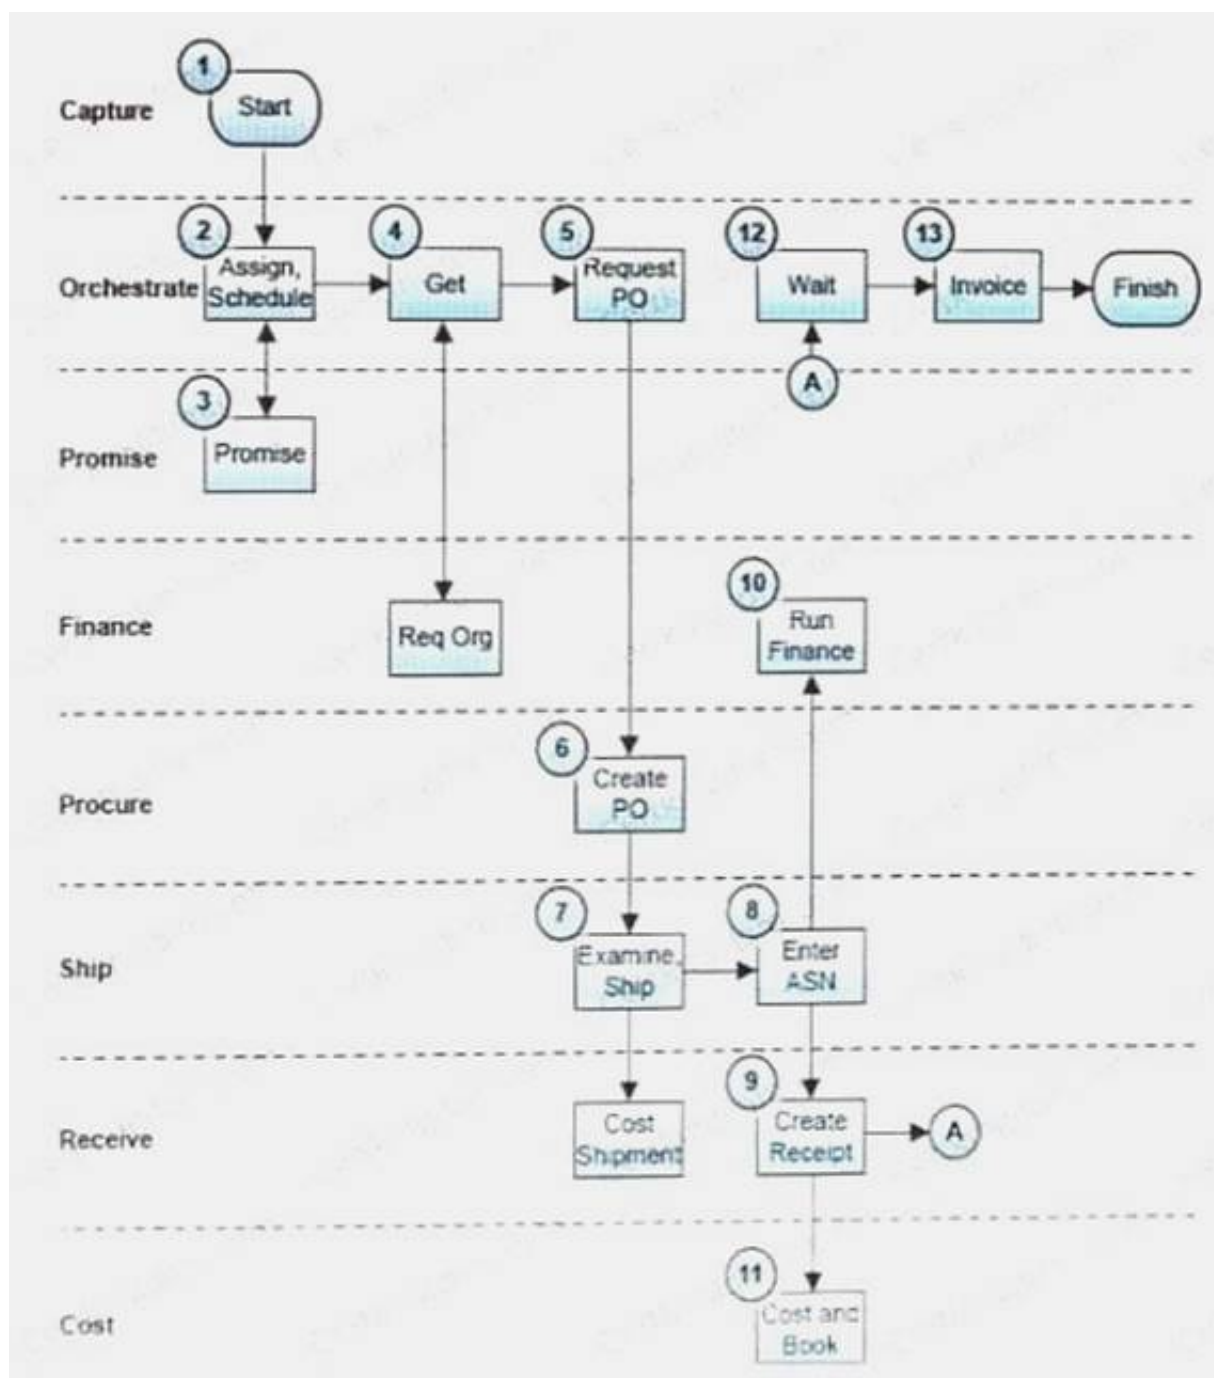 1
Capture
Start
2
4
5
12
13
Orchestrate
Assign,
Schedule
Get
Request
PO
Wait
Invoice
Finish
3
A
Promise
Promise
10
Finance
Req Org
Run
Finance
6
Procure
Create
PO
7
8
Ship
Examine,
Ship
Enter
ASN
9
Receive
Cost
Shipment
Create
Receipt
A
11
Cost
Cost and
Book